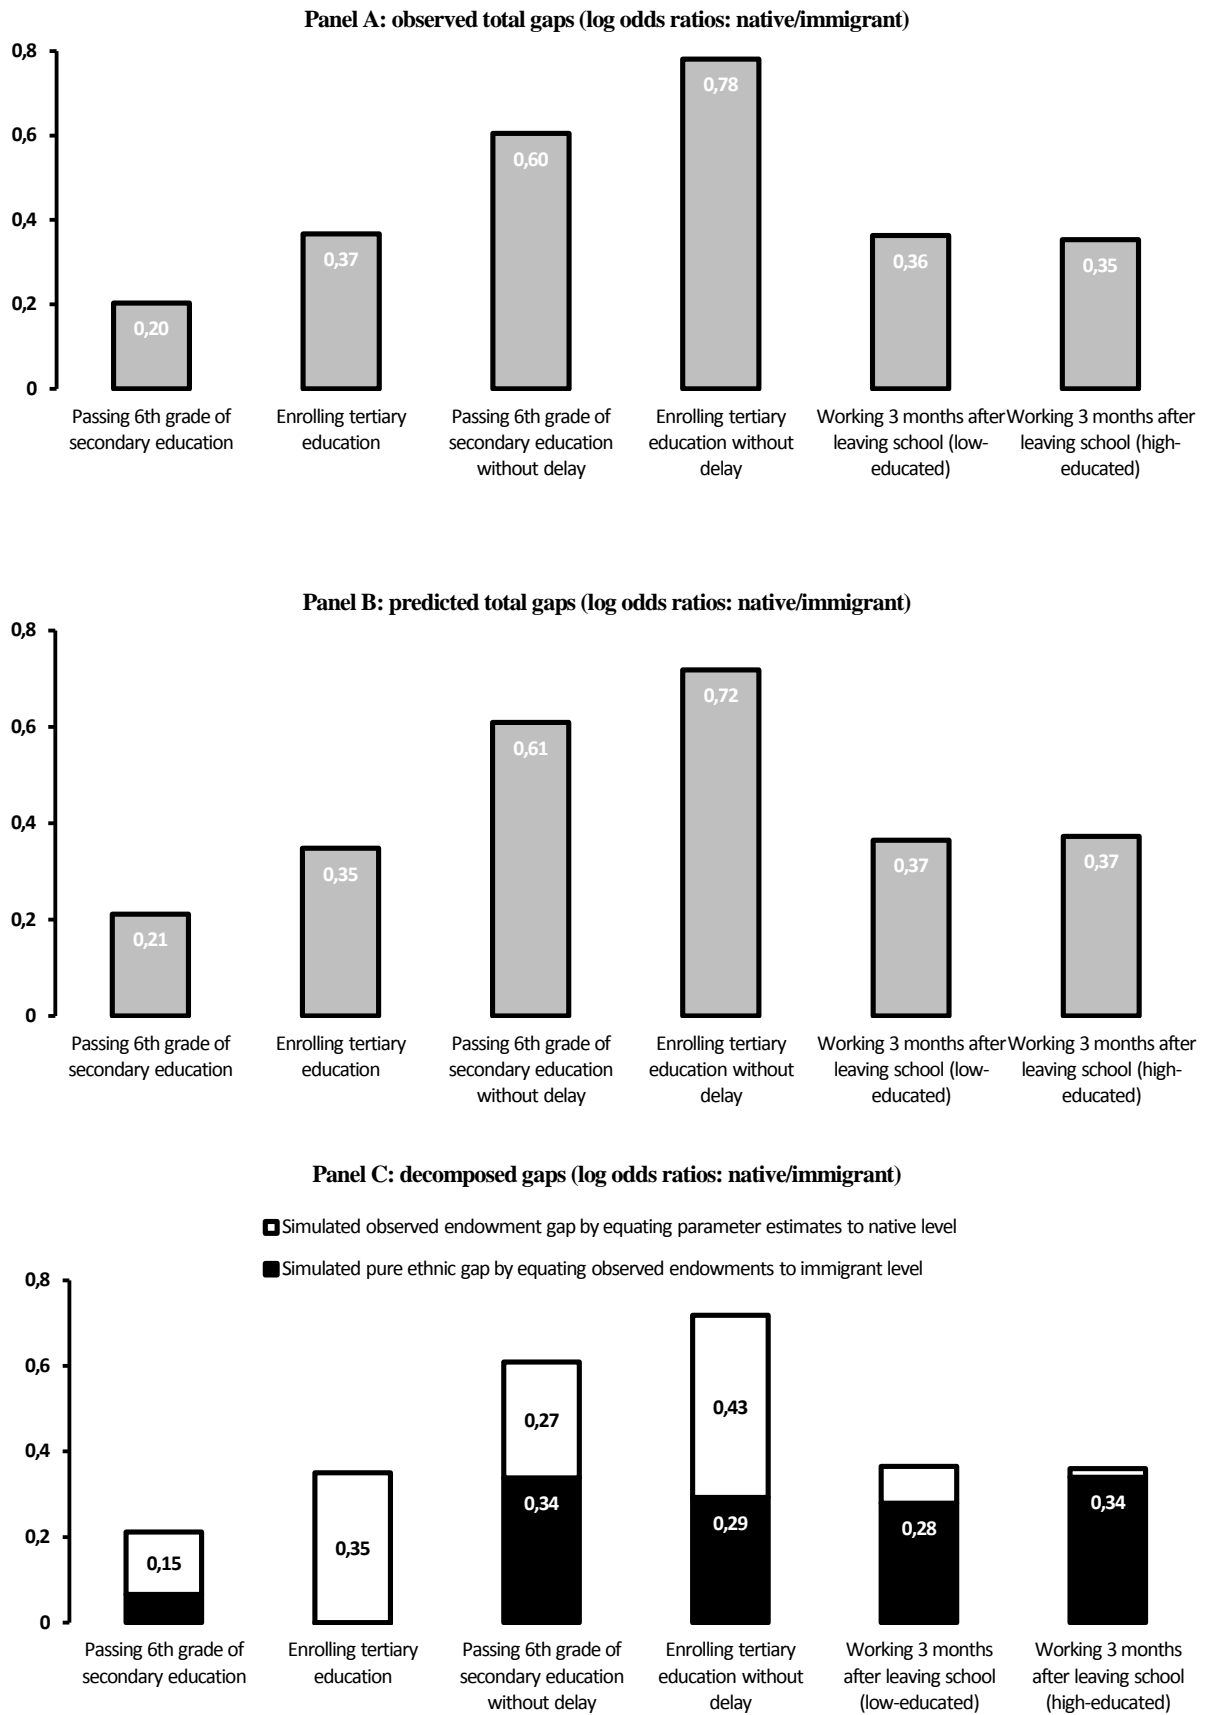 Panel A: observed total gaps (log odds ratios: native/immigrant)
0,8
0,6
0,4
0,2
0
0,20
0,37
0,60
0,78
0,36
0,35
Passing 6th grade of
secondary education
Enrolling tertiary
education
Passing 6th grade of
secondary education
without delay
Enrolling tertiary
education without
delay
Working 3 months after
leaving school (low-
educated)
Working 3 months after
leaving school (high-
educated)
Panel B: predicted total gaps (log odds ratios: native/immigrant)
0,8
0,6
0,4
0,2
0
0,21
0,35
0,61
0,72
0,37
0,37
Passing 6th grade of
secondary education
Enrolling tertiary
education
Passing 6th grade of
secondary education
without delay
Enrolling tertiary
education without
delay
Working 3 months after
leaving school (low-
educated)
Working 3 months after
leaving school (high-
educated)
Panel C: decomposed gaps (log odds ratios: native/immigrant)
Simulated observed endowment gap by equating parameter estimates to native level
Simulated pure ethnic gap by equating observed endowments to immigrant level
0,8
0,6
0,4
0,2
0
0,15
0,35
0,27
0,34
0,43
0,29
0,28
0,34
Passing 6th grade of
secondary education
Enrolling tertiary
education
Passing 6th grade of
secondary education
without delay
Enrolling tertiary
education without
delay
Working 3 months
after leaving school
(low-educated)
Working 3 months
after leaving school
(high-educated)